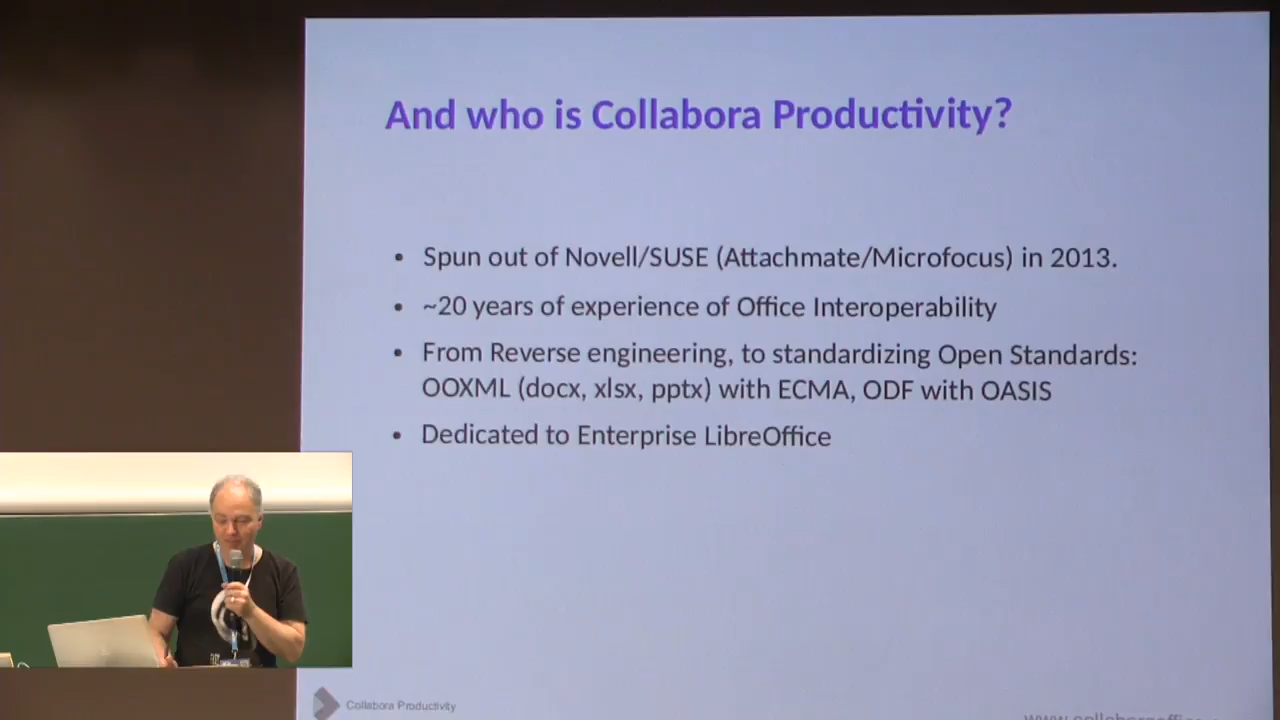 And who is Collabora Productivity?
• Spun out of Novell/SUSE (Attachmate/Microfocus) in 2013.
• ~20 years of experience of Office Interoperability
• From Reverse engineering, to standardizing Open Standards:
OOXML (docx, xlsx, pptx) with ECMA, ODF with OASIS
• Dedicated to Enterprise LibreOffice
Collabora Productivity